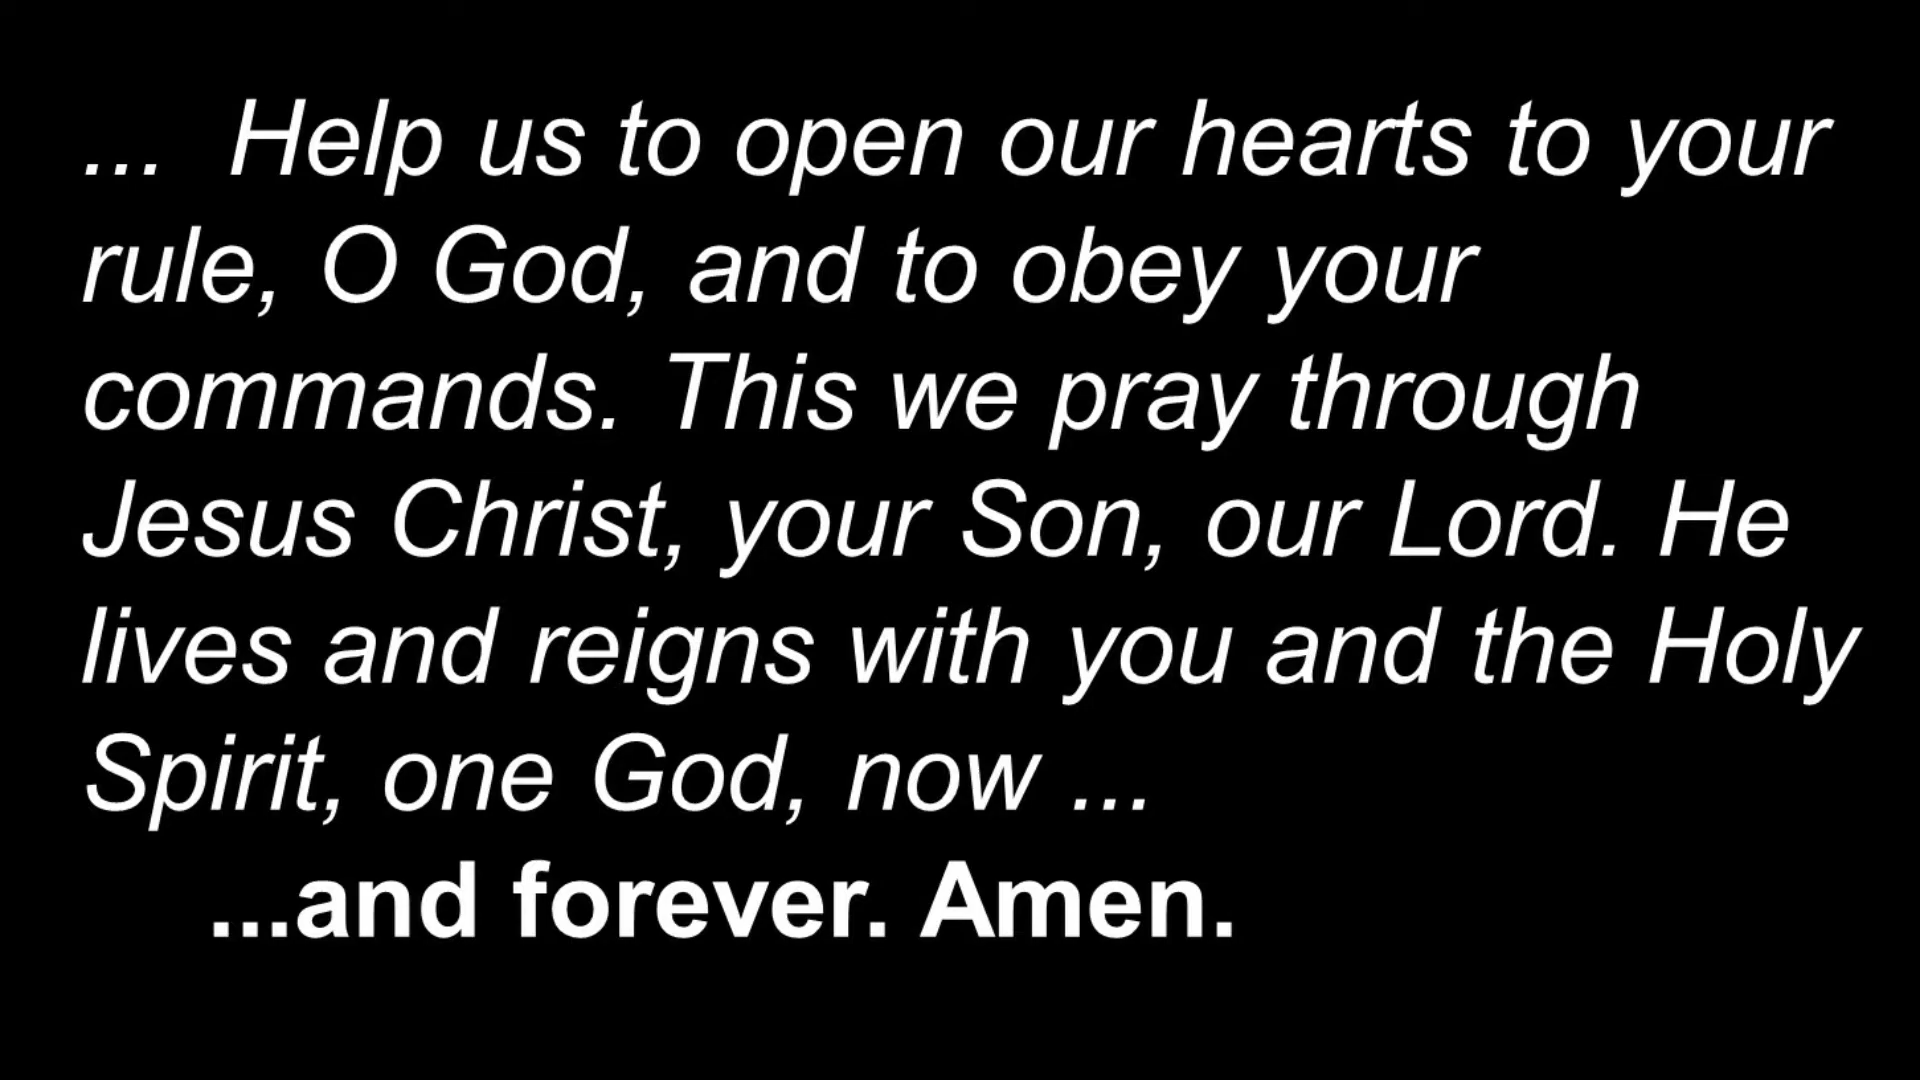 ... Help us to open our hearts to your
rule, O God, and to obey your
commands. This we pray through
Jesus Christ, your Son, our Lord. He
lives and reigns with you and the Holy
Spirit, one God, now ...
...and forever. Amen.